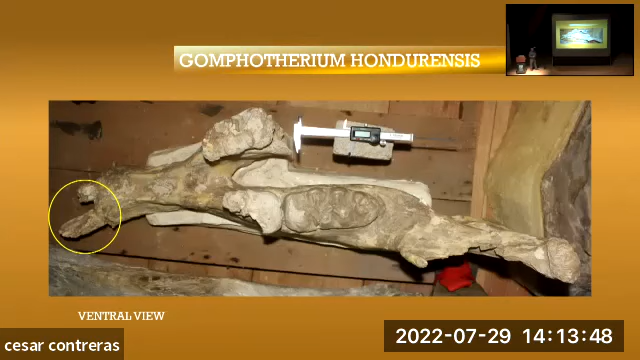 GOMPHOTHERIUM HONDURENSIS
VENTRAL VIEW
cesar contreras
2022-07-29 14:13:48